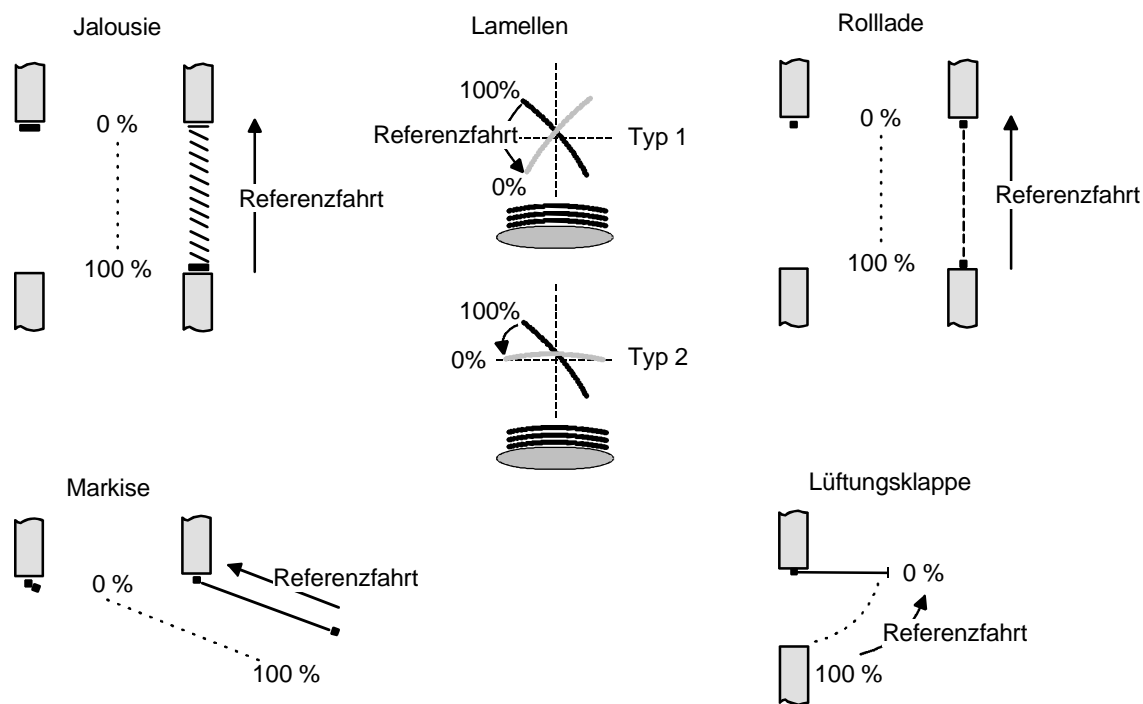 Jalousie
0 %
100 %
Referenzfahrt
Lamellen
100%
Referenzfahrt
0%
Typ 1
100%
0%
Typ 2
Rolllade
0 %
100 %
Referenzfahrt
Markise
0 %
Referenzfahrt
100 %
Lüftungsklappe
0 %
Referenzfahrt
100 %